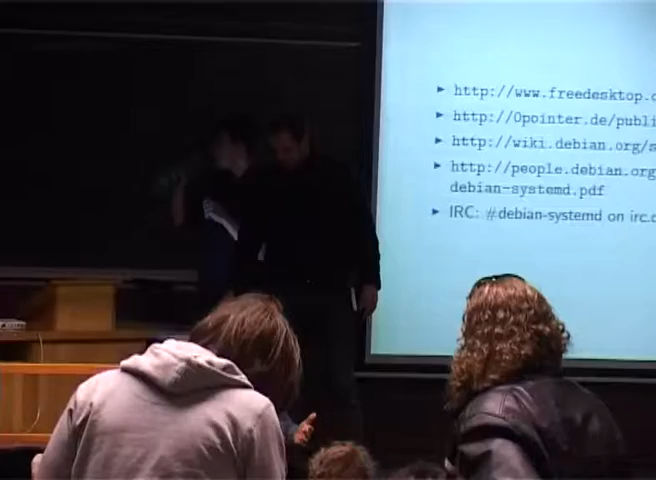 ► http://www.freedesktop.o
► http://0pointer.de/publi
► http://wiki.debian.org/s
► http://people.debian.org
debian-systemd.pdf
► IRC: #debian-systemd on irc.o